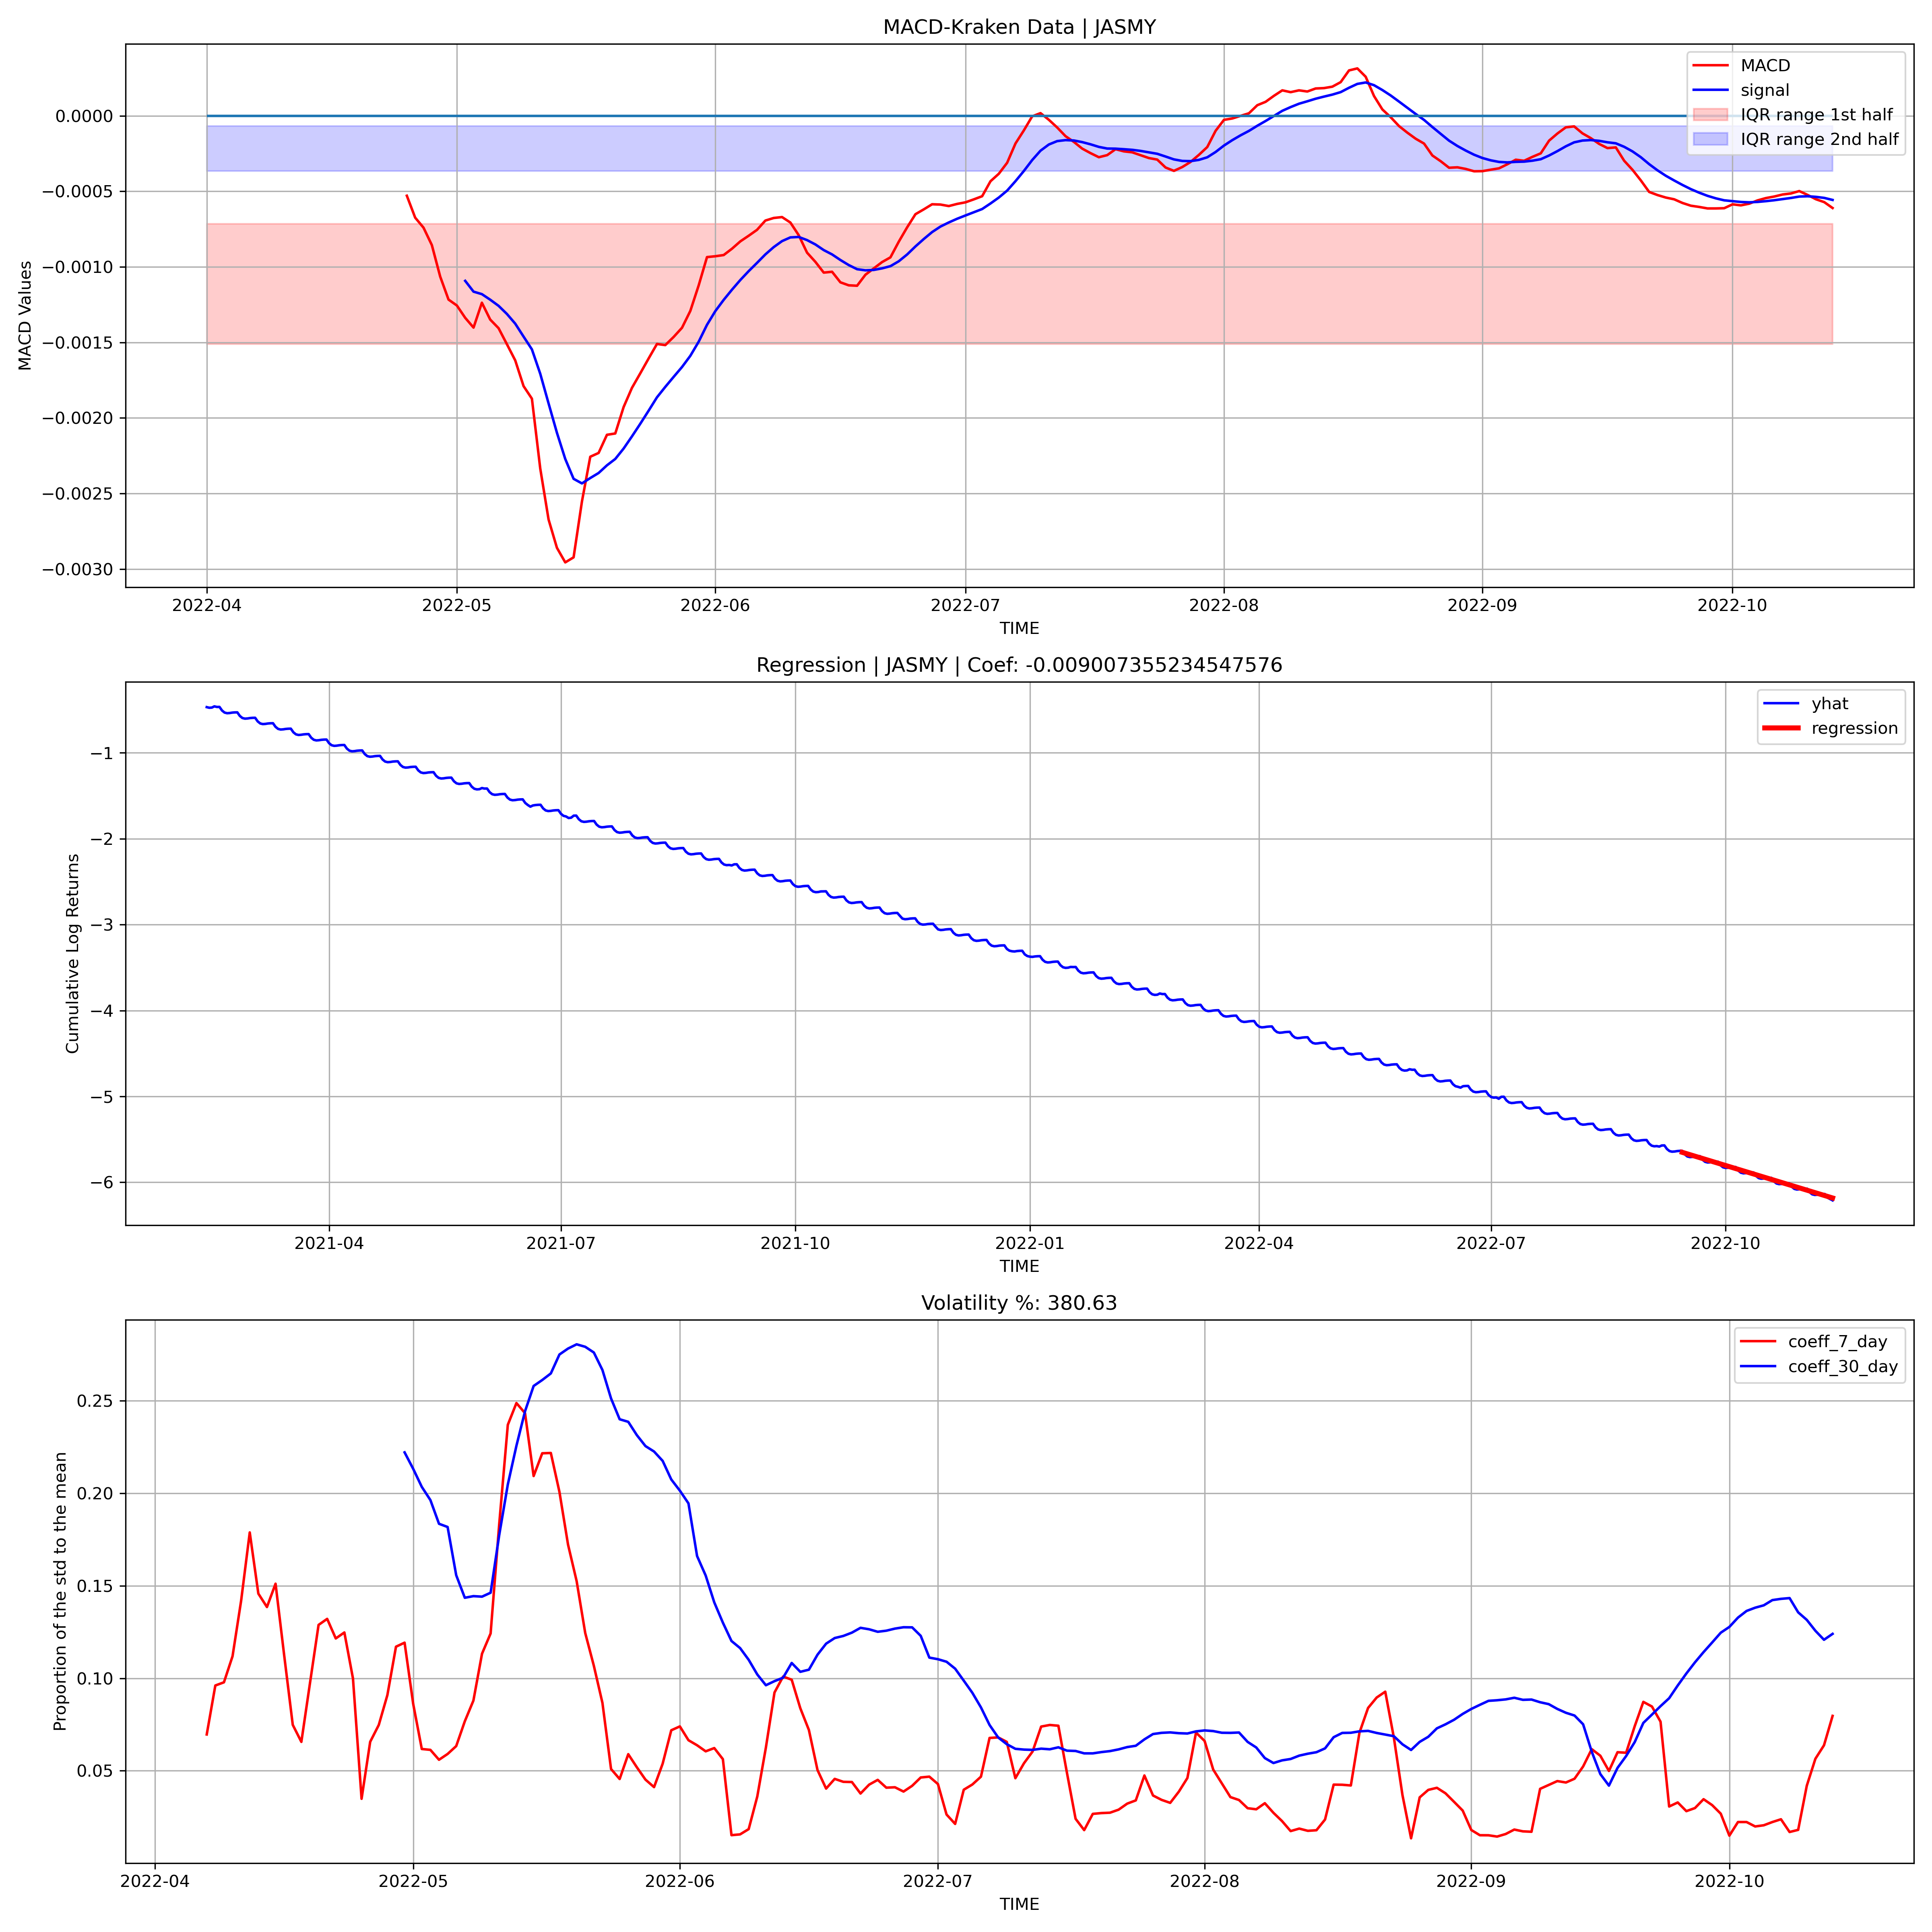 MACD-Kraken Data | JASMY
MACD
signal
IQR range 1st half
IQR range 2nd half
MACD Values
0.0000
−0.0005
−0.0010
−0.0015
−0.0020
−0.0025
−0.0030
2022-04 2022-05 2022-06 2022-07 2022-08 2022-09 2022-10
TIME
Regression | JASMY | Coef: -0.009007355234547576
yhat
regression
Cumulative Log Returns
−1
−2
−3
−4
−5
−6
2021-04 2021-07 2021-10 2022-01 2022-04 2022-07 2022-10
TIME
Volatility %: 380.63
coeff_7_day
coeff_30_day
Proportion of the std to the mean
0.25
0.20
0.15
0.10
0.05
2022-04 2022-05 2022-06 2022-07 2022-08 2022-09 2022-10
TIME